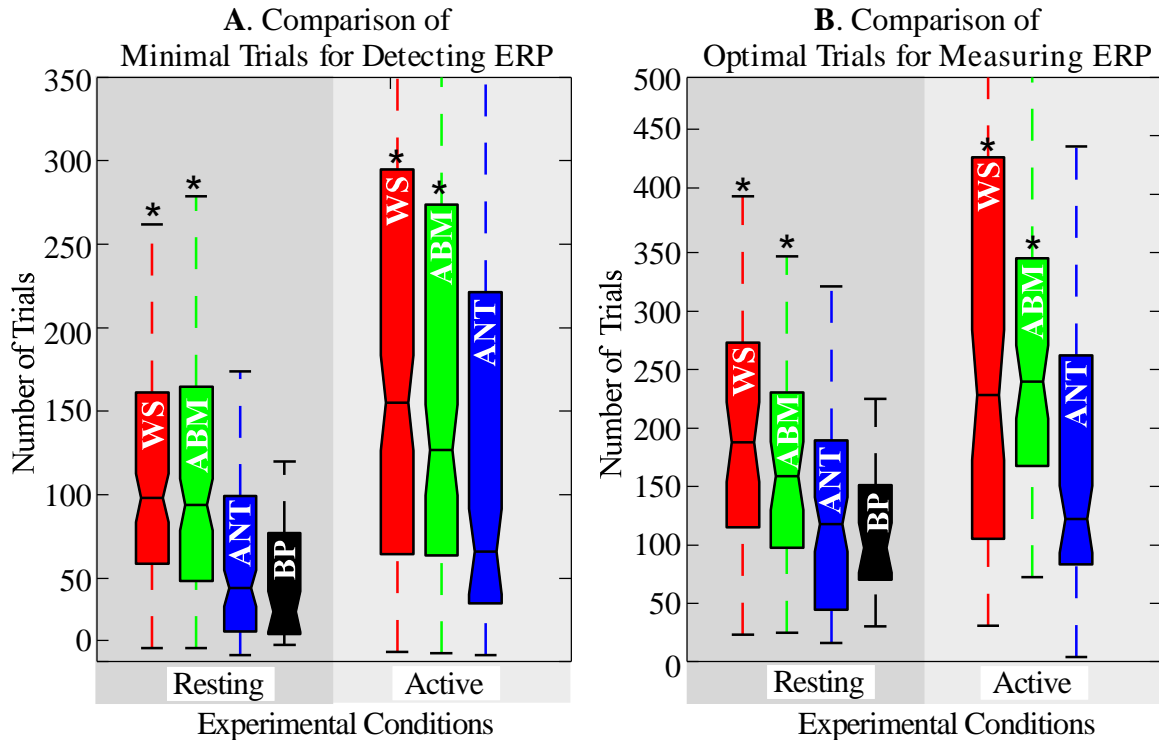 A. Comparison of
Minimal Trials for Detecting ERP
350
300
250
200
150
100
50
0
Number of Trials
*
*
*
*
WS
ABM
ANT
BP
WS
ABM
ANT
Resting
Active
Experimental Conditions
B. Comparison of
Optimal Trials for Measuring ERP
500
450
400
350
300
250
200
150
100
50
0
Number of Trials
*
*
*
*
WS
ABM
ANT
BP
WS
ABM
ANT
Resting
Active
Experimental Conditions